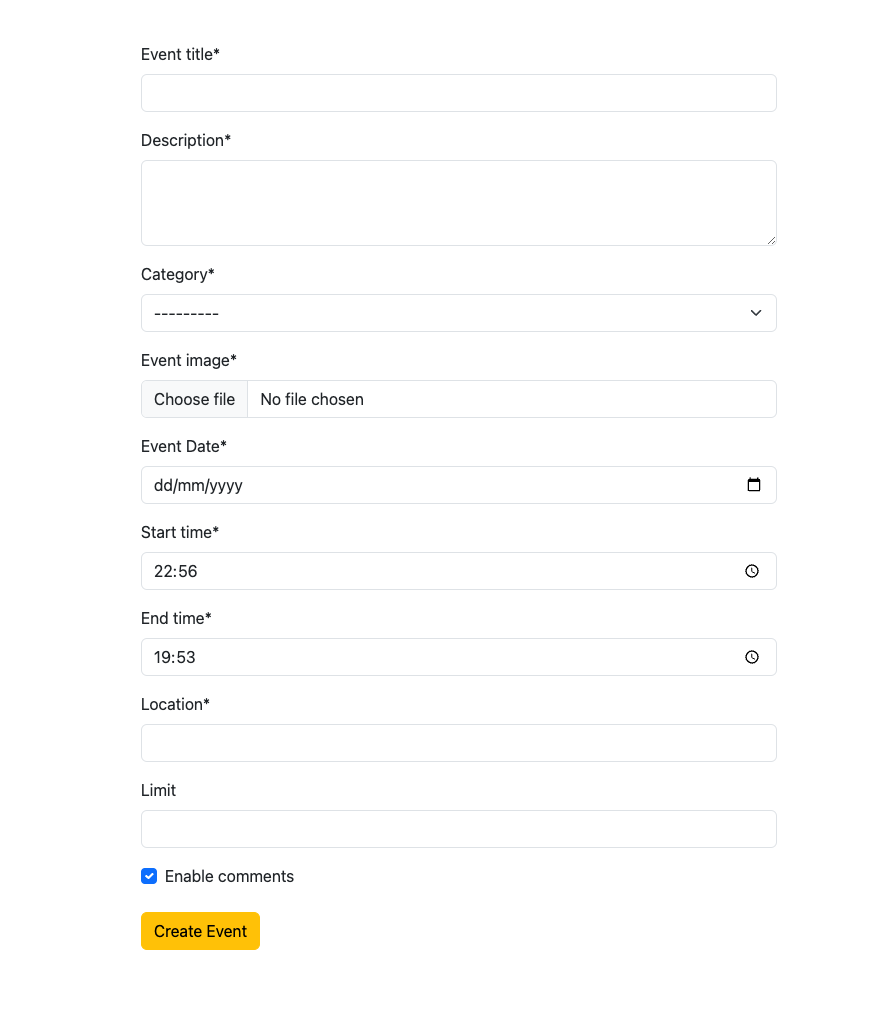 Event title*
Description*
Category*
---------
Event image*
Choose file No file chosen
Event Date*
dd/mm/yyyy
Start time*
22:56
End time*
19:53
Location*
Limit
Enable comments
Create Event